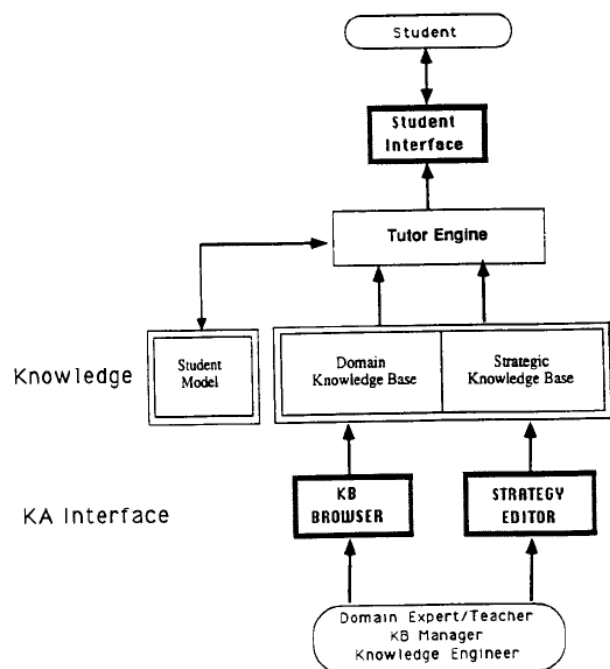 Student
Student
Interface
Tutor Engine
Knowledge
Student
Model
Domain
Knowledge Base
Strategic
Knowledge Base
KA Interface
KB
BROWSER
STRATEGY
EDITOR
Domain Expert/Teacher
KB Manager
Knowledge Engineer